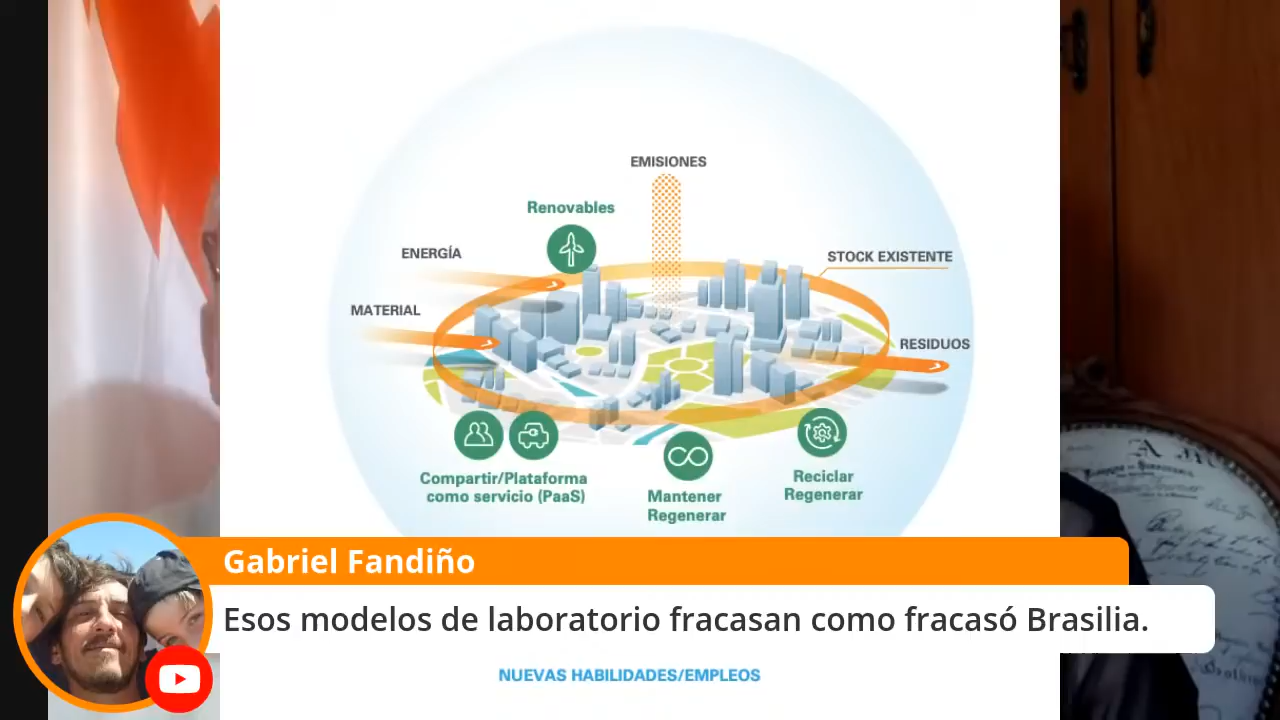 EMISIONES
Renovables
ENERGÍA
STOCK EXISTENTE
MATERIAL
RESIDUOS
Compartir/Plataforma
como servicio (PaaS)
Mantener
Regenerar
Reciclar
Regenerar
Gabriel Fandiño
Esos modelos de laboratorio fracasan como fracasó Brasilia.
NUEVAS HABILIDADES/EMPLEOS